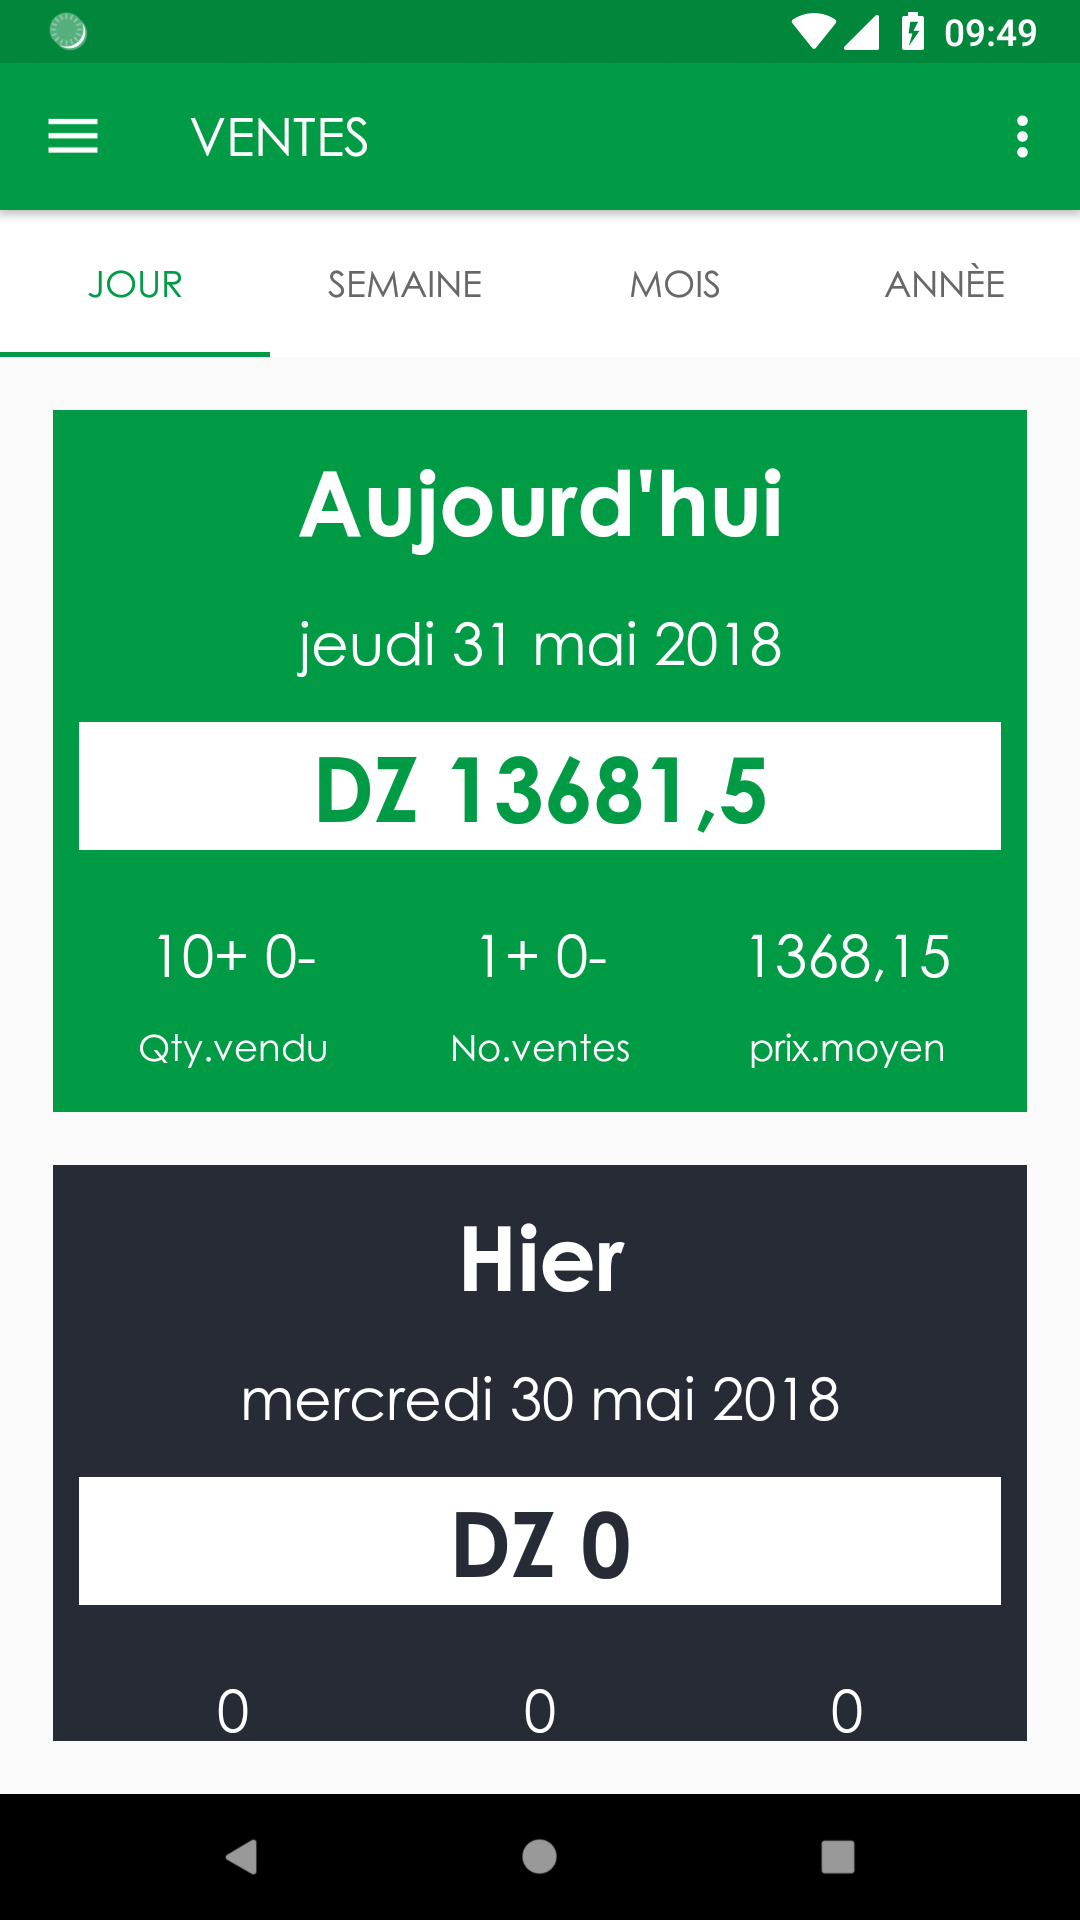 09:49
VENTES
JOUR SEMAINE MOIS ANNÈE
Aujourd'hui
jeudi 31 mai 2018
DZ 13681,5
10+ 0- 1+ 0- 1368,15
Qty.vendu No.ventes prix.moyen
Hier
mercredi 30 mai 2018
DZ 0
0 0 0